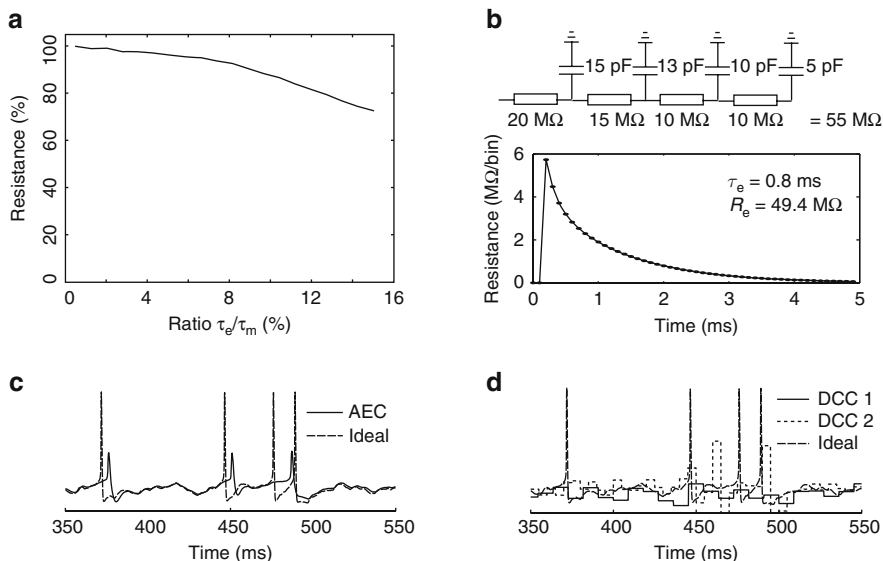 a
Resistance (%)
100
80
60
40
20
0
0
4
8
12
16
Ratio τe/τm (%)
b
15 pF
13 pF
10 pF
5 pF
20 MΩ
15 MΩ
10 MΩ
10 MΩ
= 55 MΩ
Resistance (MΩ/bin)
6
4
2
0
τe = 0.8 ms
Re = 49.4 MΩ
0
1
2
3
4
5
Time (ms)
c
AEC
Ideal
350
450
500
550
Time (ms)
d
DCC 1
DCC 2
Ideal
350
400
450
500
550
Time (ms)